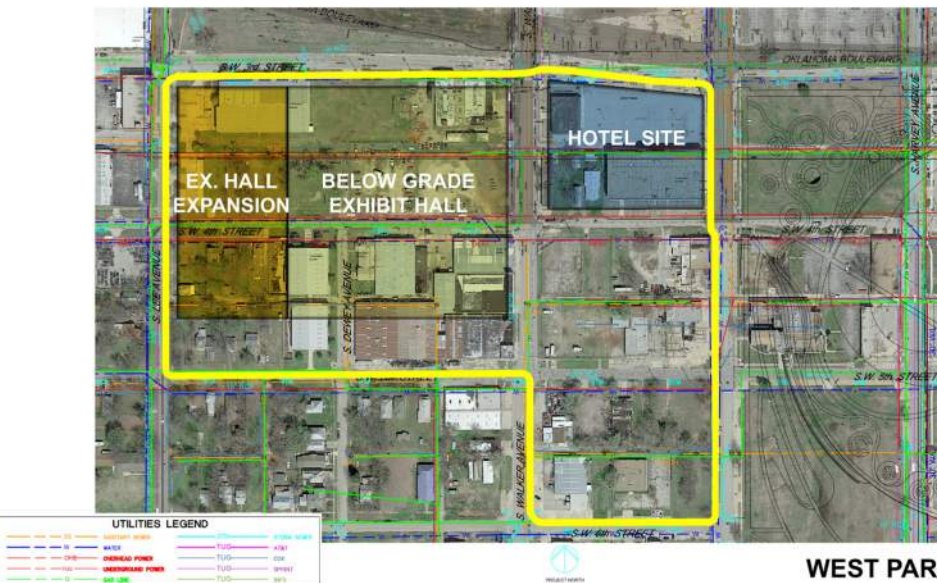 S.W. 3rd STREET
OKLAHOMA BOULEVARD
HOTEL SITE
S. HARVEY AVENUE
EX. HALL
EXPANSION
BELOW GRADE
EXHIBIT HALL
S.W. 4th STREET
S.W. 4th STREET
S. DEWEY AVENUE
S.W. 5th STREET
S. WALKER AVENUE
S.W. 6th STREET
UTILITIES LEGEND
SANITARY SEWER
WATER
OVERHEAD POWER
UNDERGROUND POWER
GAS LINE
STORM SEWER
AT&T
COX
SPRINT
PROJECT NORTH
WEST PAR